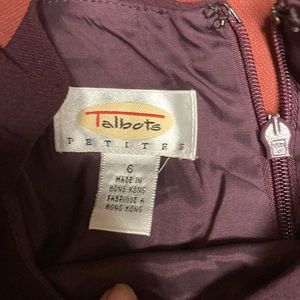 Talbots
PETITES
6
MADE IN
HONG KONG
FABRIQUÉ A
HONG KONG